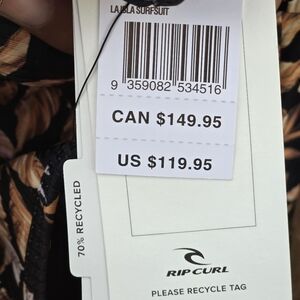 LA ISLA SURFSUIT
9 359082 534516
CAN $149.95
US $119.95
70% RECYCLED
RIP CURL
PLEASE RECYCLE TAG